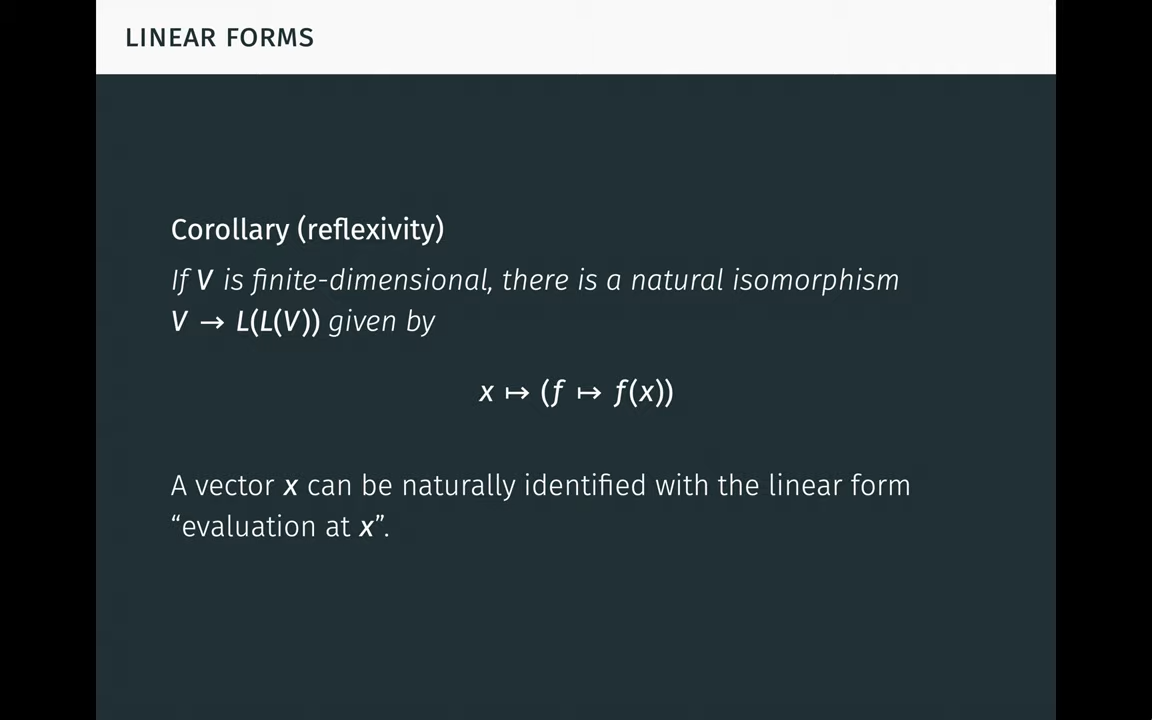 LINEAR FORMS
Corollary (reflexivity)
If V is finite-dimensional, there is a natural isomorphism
V → L(L(V)) given by
x ↦ (f ↦ f(x))
A vector x can be naturally identified with the linear form
“evaluation at x”.